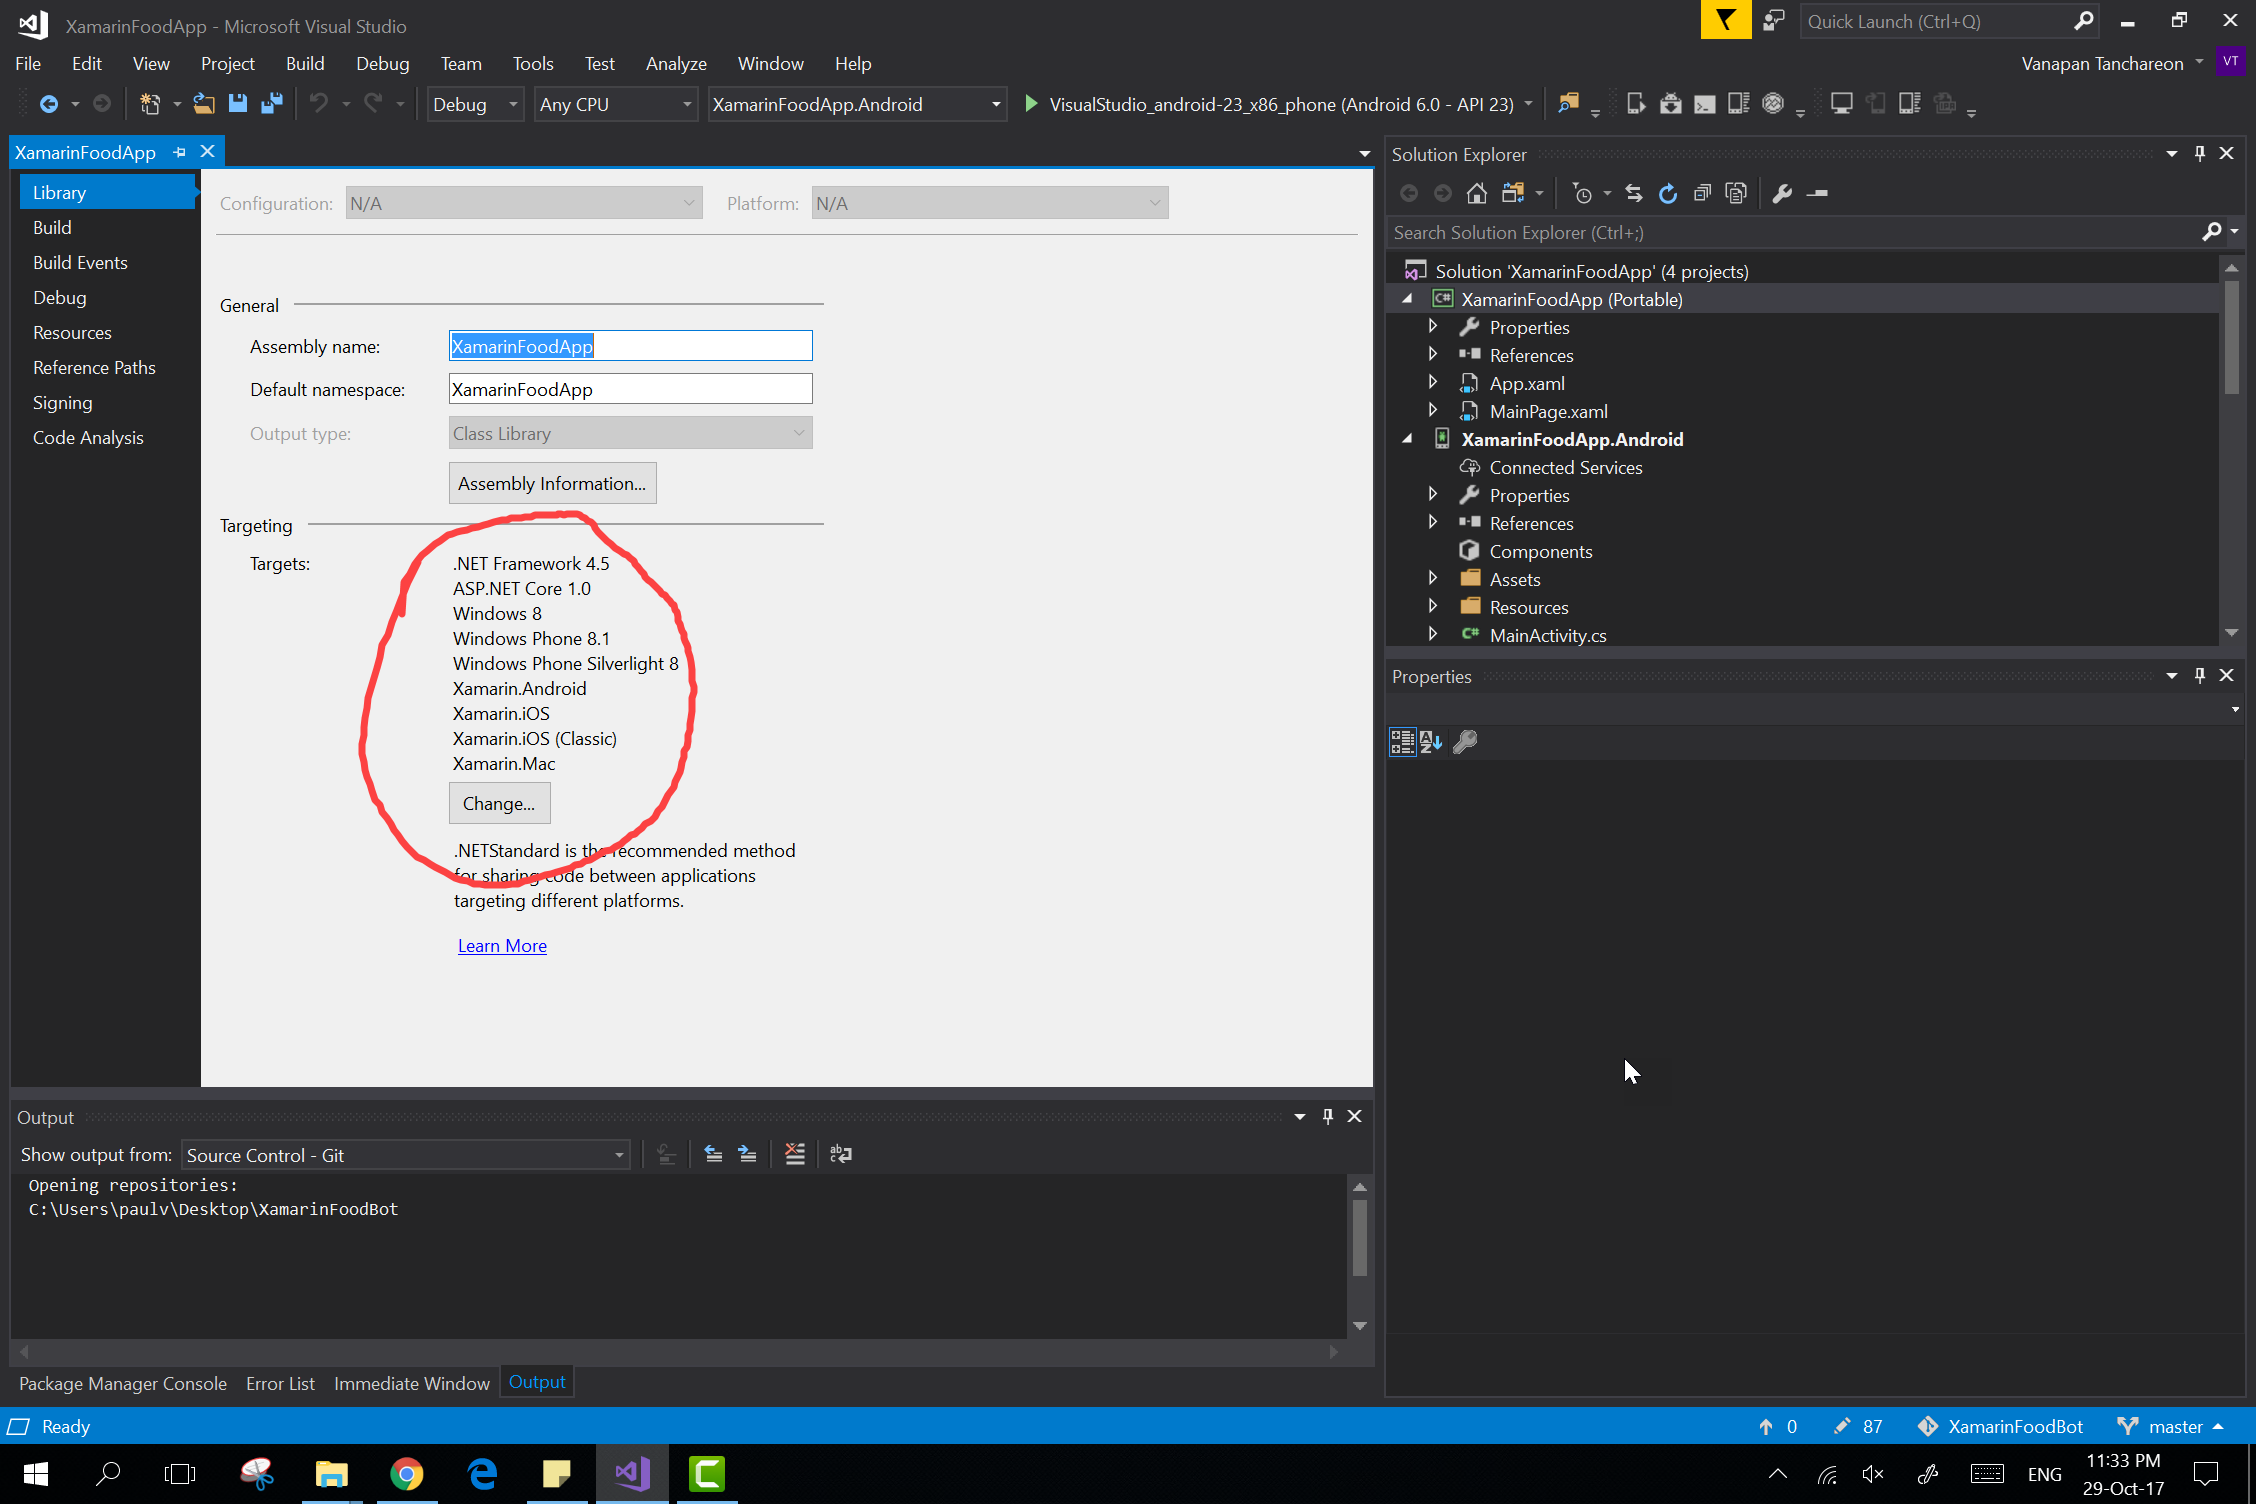 XamarinFoodApp - Microsoft Visual Studio
Quick Launch (Ctrl+Q)
File Edit View Project Build Debug Team Tools Test Analyze Window Help
Vanapan Tanchareon VT
Debug Any CPU XamarinFoodApp.Android VisualStudio_android-23_x86_phone (Android 6.0 - API 23)
XamarinFoodApp
Library
Build
Build Events
Debug
Resources
Reference Paths
Signing
Code Analysis
Configuration: N/A Platform: N/A
General
Assembly name: XamarinFoodApp
Default namespace: XamarinFoodApp
Output type: Class Library
Assembly Information...
Targeting
Targets:
.NET Framework 4.5
ASP.NET Core 1.0
Windows 8
Windows Phone 8.1
Windows Phone Silverlight 8
Xamarin.Android
Xamarin.iOS
Xamarin.iOS (Classic)
Xamarin.Mac
Change...
.NETStandard is the recommended method
for sharing code between applications
targeting different platforms.
Learn More
Solution Explorer
Search Solution Explorer (Ctrl+;)
Solution 'XamarinFoodApp' (4 projects)
C# XamarinFoodApp (Portable)
Properties
References
App.xaml
MainPage.xaml
XamarinFoodApp.Android
Connected Services
Properties
References
Components
Assets
Resources
C# MainActivity.cs
Properties
Output
Show output from: Source Control - Git
Opening repositories:
C:\Users\paulv\Desktop\XamarinFoodBot
Package Manager Console Error List Immediate Window Output
Ready
0 87 XamarinFoodBot master
ENG
11:33 PM
29-Oct-17